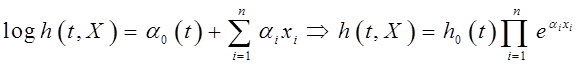 log h(t, X) = α₀(t) + ∑ᵢ₌₁ⁿ αᵢxᵢ ⇒ h(t, X) = h₀(t) ∏ᵢ₌₁ⁿ e^{αᵢxᵢ}